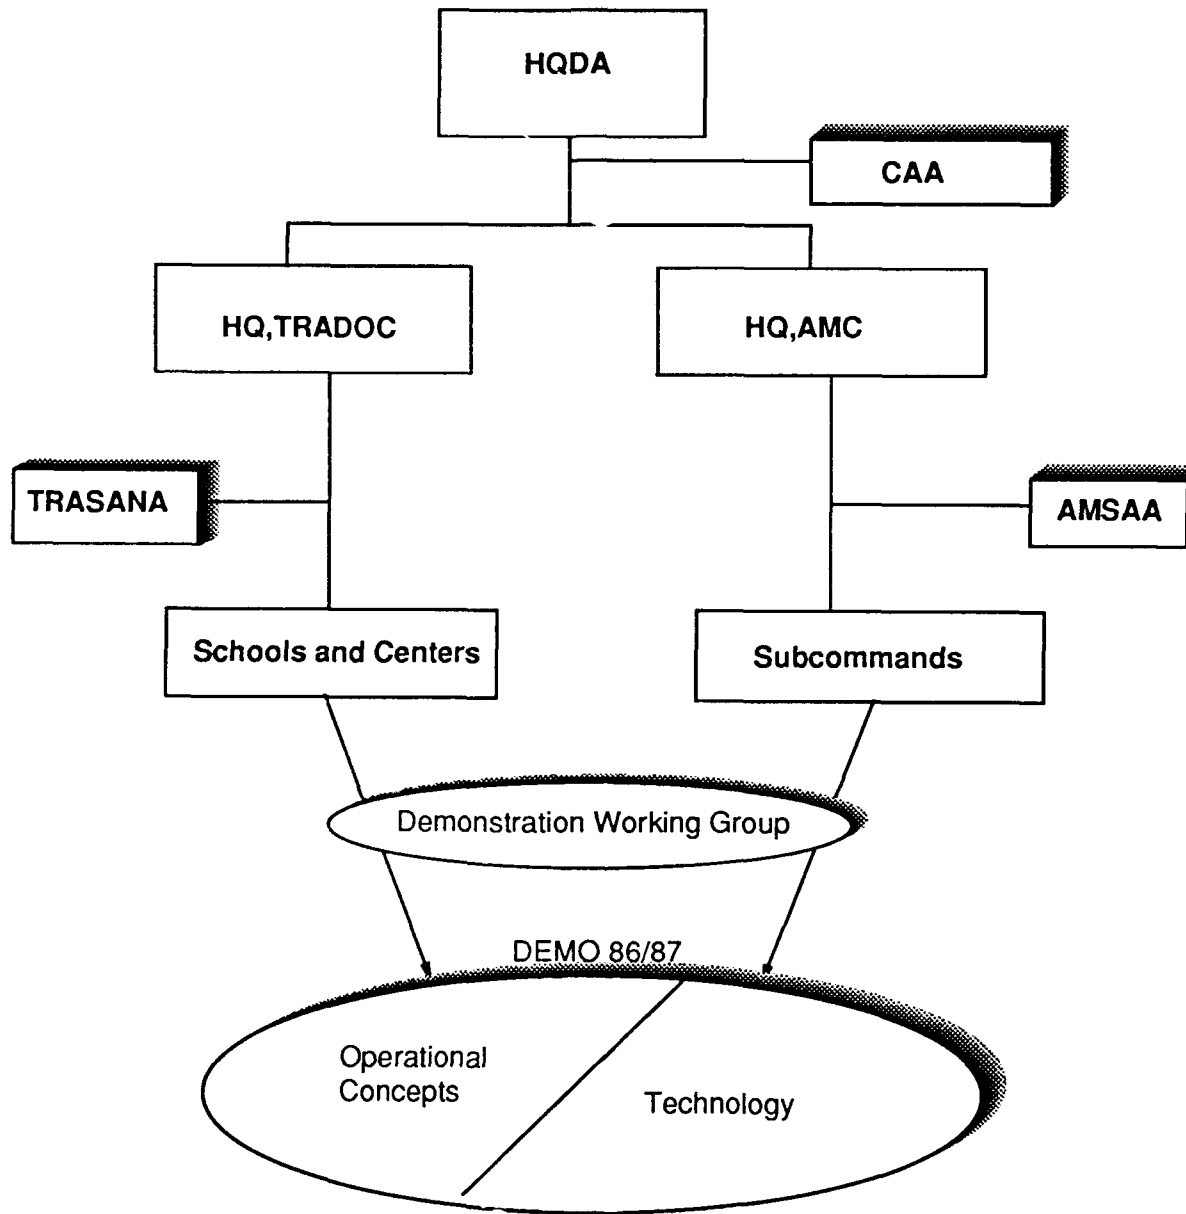 HQDA
CAA
HQ,TRADOC
HQ,AMC
TRASANA
AMSAA
Schools and Centers
Subcommands
Demonstration Working Group
DEMO 86/87
Operational
Concepts
Technology